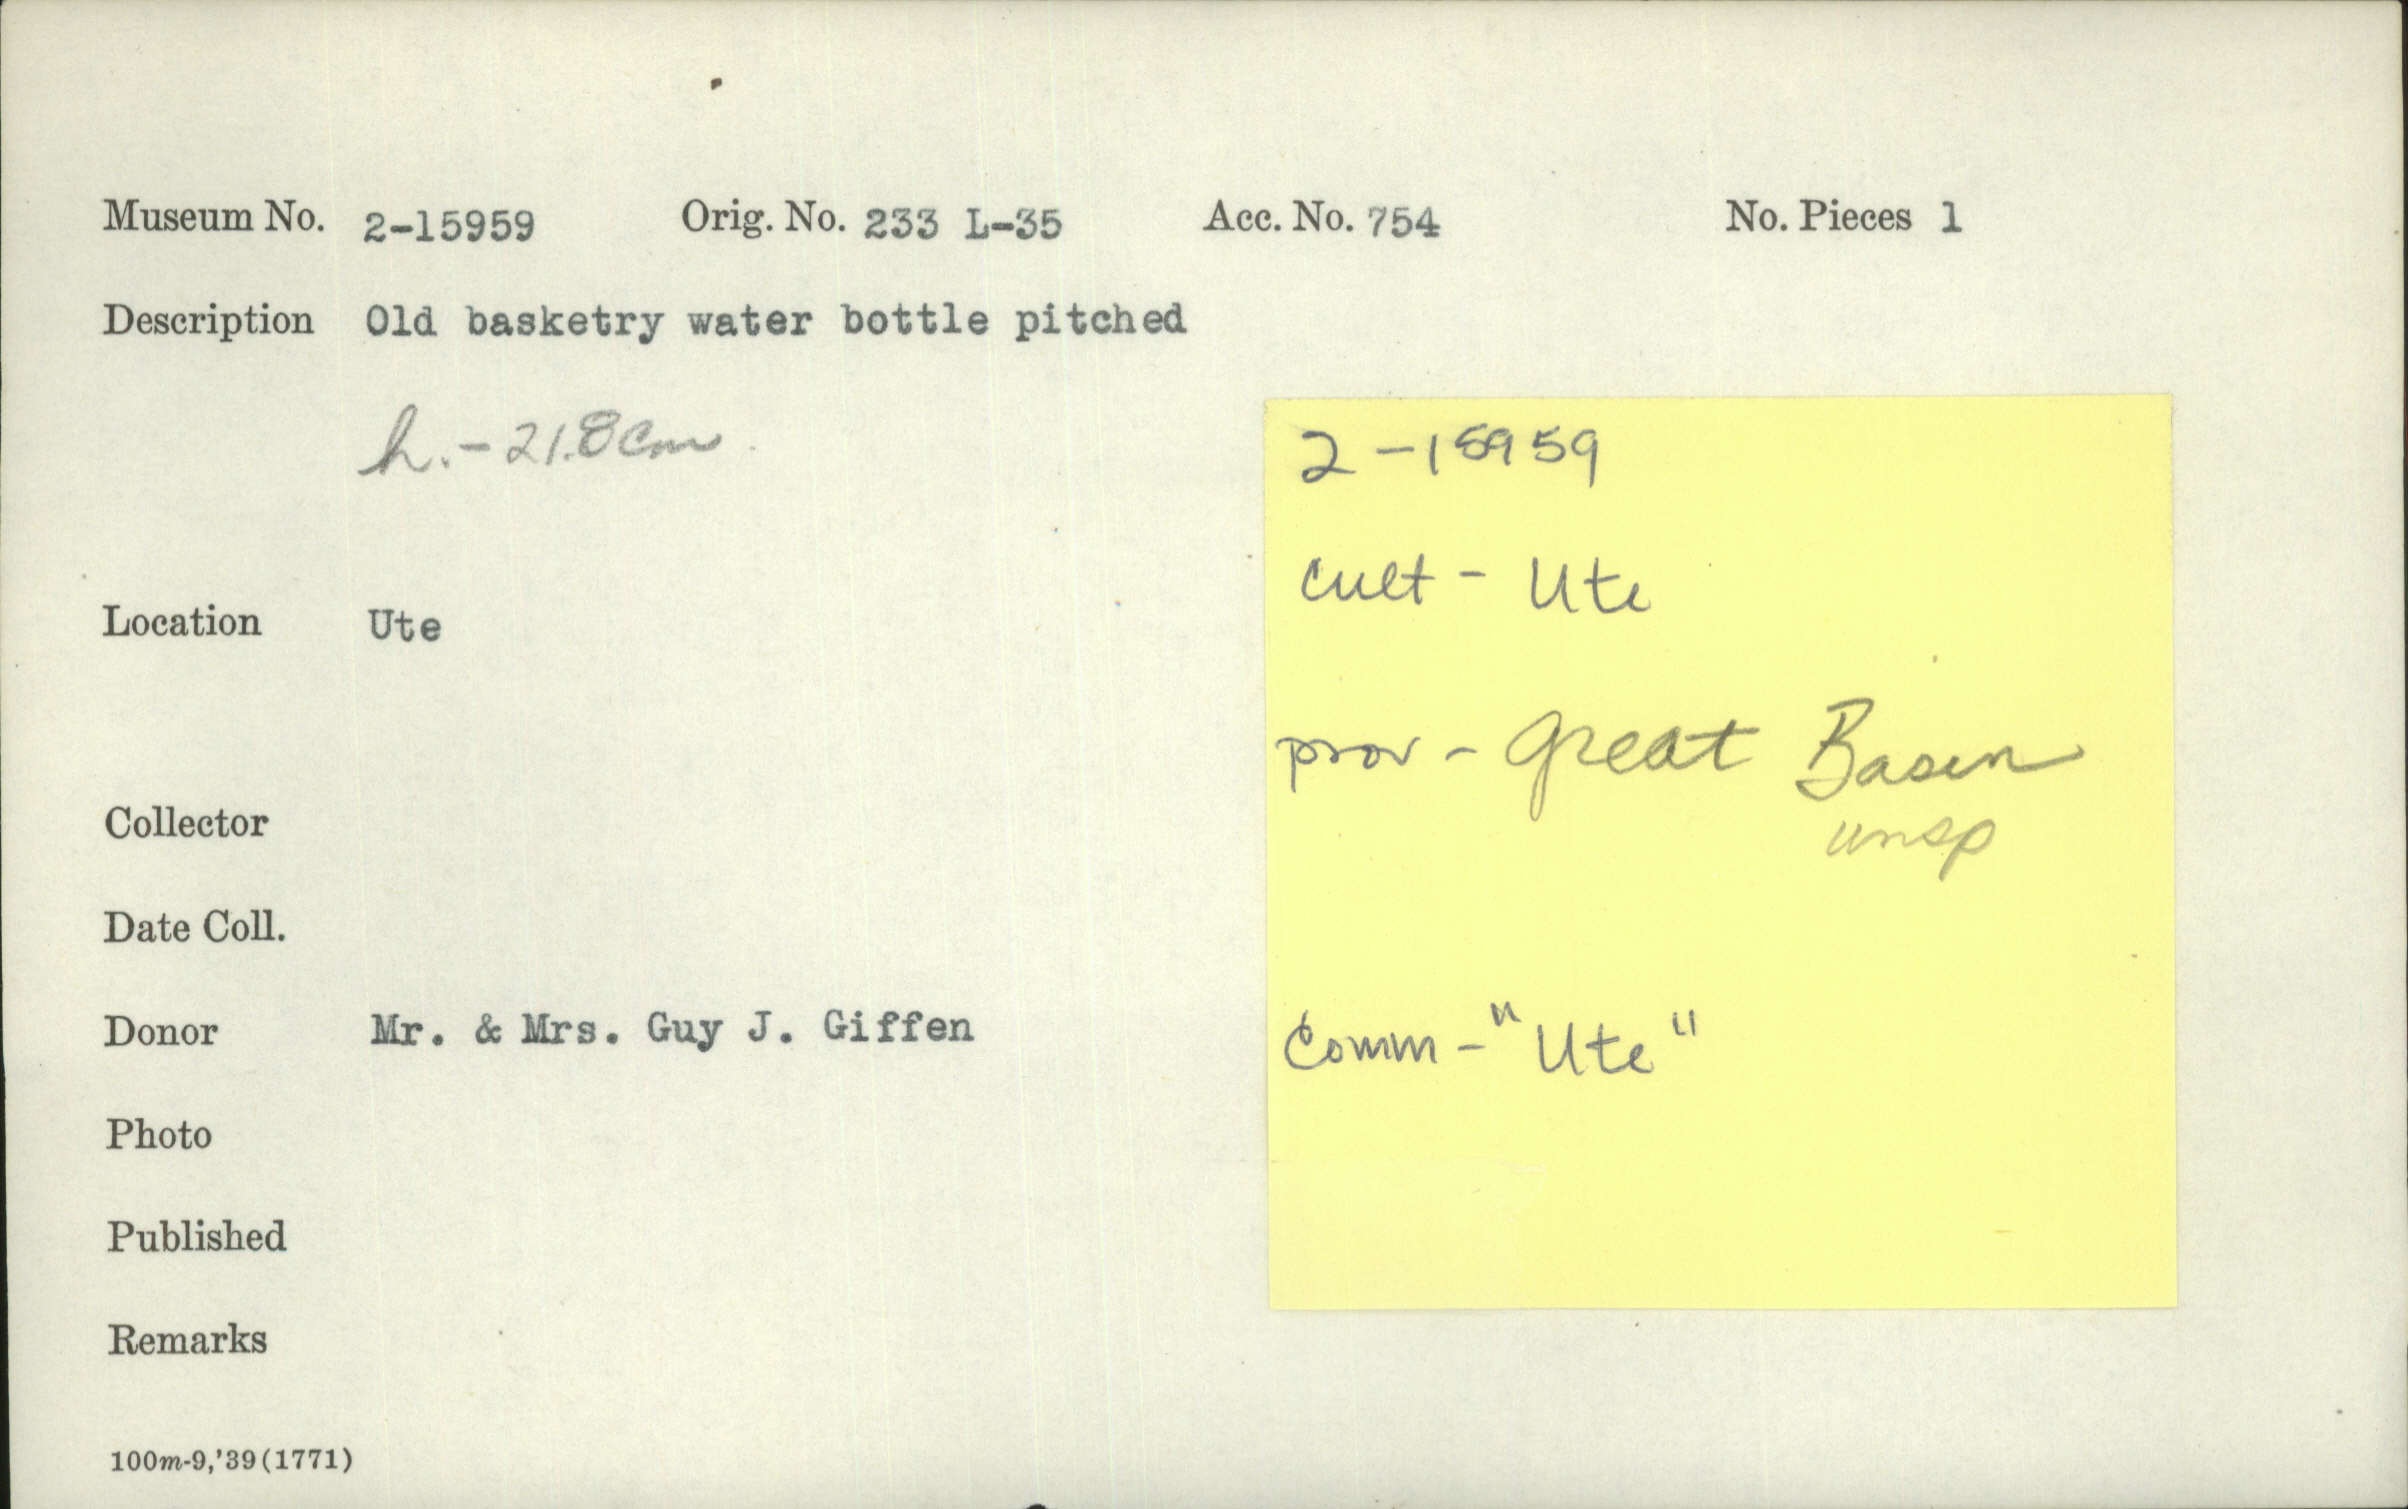 Museum No. 2-15959 Orig. No. 233 L-35 Acc. No. 754 No. Pieces 1
Description Old basketry water bottle pitched
h.-21.8cm
Location Ute
Collector
Date Coll.
Donor Mr. & Mrs. Guy J. Giffen
Photo
Published
Remarks
100m-9,'39(1771)
2-15959
cult - Ute
prov - Great Basin
unsp
Comm - "Ute"